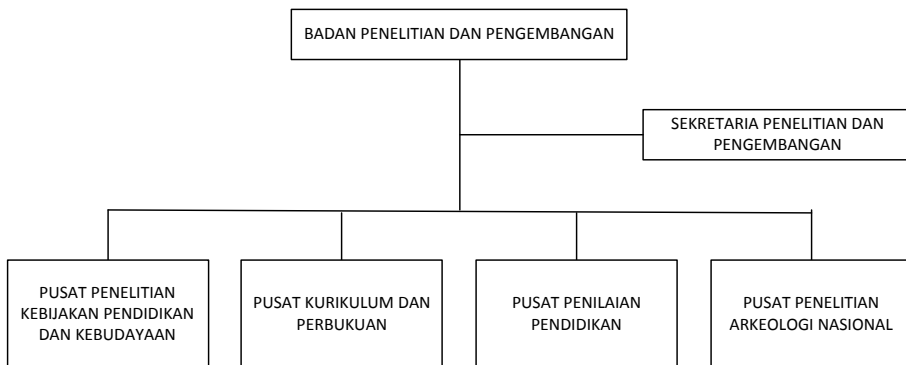 BADAN PENELITIAN DAN PENGEMBANGAN
SEKRETARIA PENELITIAN DAN
PENGEMBANGAN
PUSAT PENELITIAN
KEBIJAKAN PENDIDIKAN
DAN KEBUDAYAAN
PUSAT KURIKULUM DAN
PERBUKUAN
PUSAT PENILAIAN
PENDIDIKAN
PUSAT PENELITIAN
ARKEOLOGI NASIONAL